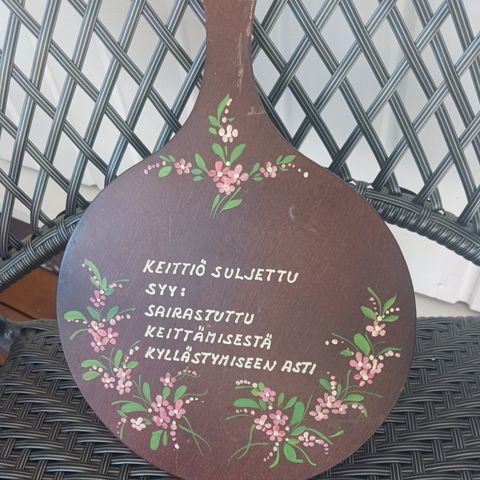 KEITTIÖ SULJETTU
SYY:
SAIRASTUTTU
KEITTÄMISESTÄ
KYLLÄSTYMISEEN ASTI